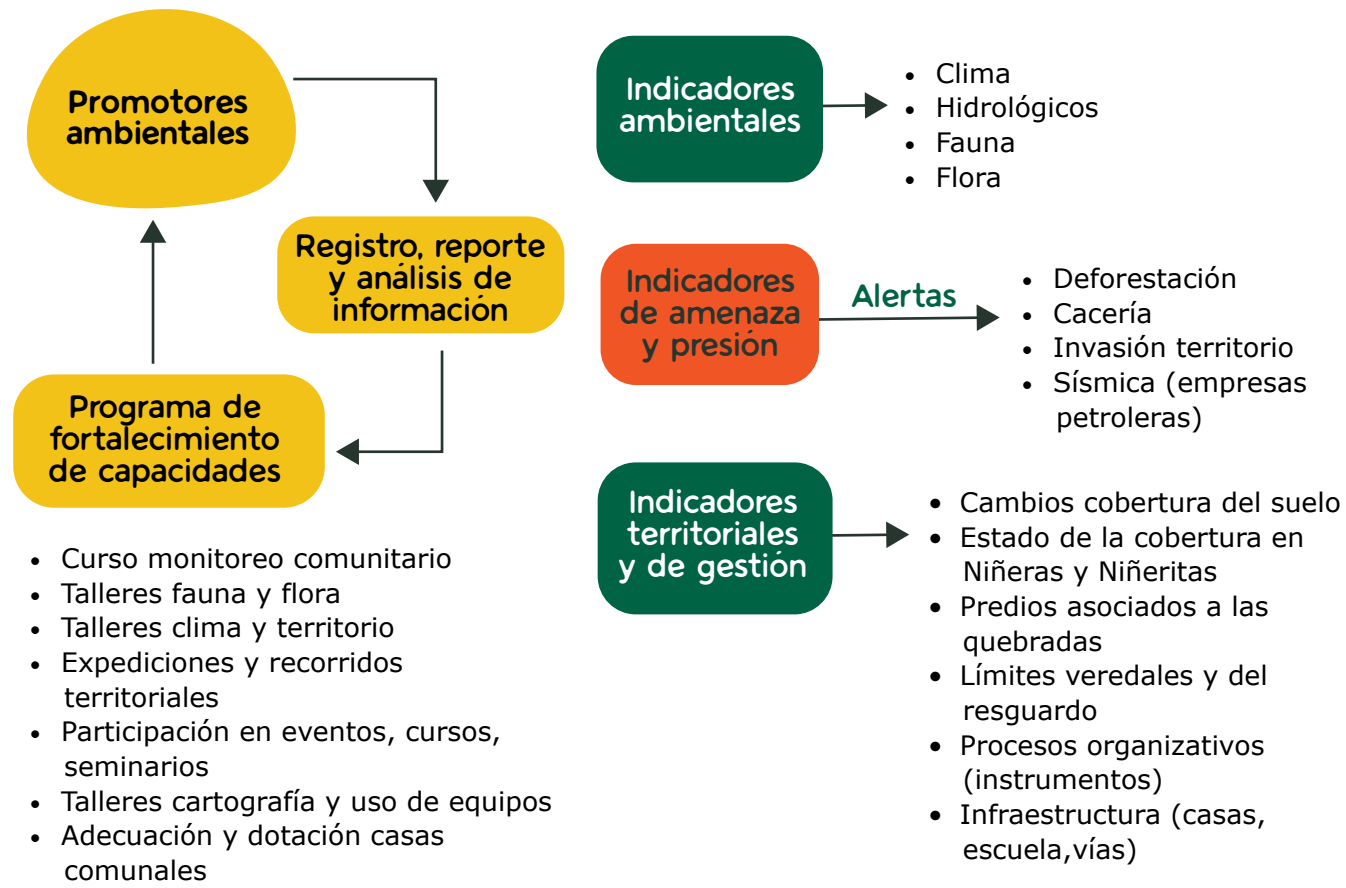 Promotores
ambientales
Registro, reporte
y análisis de
información
Programa de
fortalecimiento
de capacidades
• Curso monitoreo comunitario
• Talleres fauna y flora
• Talleres clima y territorio
• Expediciones y recorridos
territoriales
• Participación en eventos, cursos,
seminarios
• Talleres cartografía y uso de equipos
• Adecuación y dotación casas
comunales
Indicadores
ambientales
• Clima
• Hidrológicos
• Fauna
• Flora
Indicadores
de amenaza
y presión
Alertas
• Deforestación
• Cacería
• Invasión territorio
• Sísmica (empresas
petroleras)
Indicadores
territoriales
y de gestión
• Cambios cobertura del suelo
• Estado de la cobertura en
Niñeras y Niñeritas
• Predios asociados a las
quebradas
• Límites veredales y del
resguardo
• Procesos organizativos
(instrumentos)
• Infraestructura (casas,
escuela,vías)